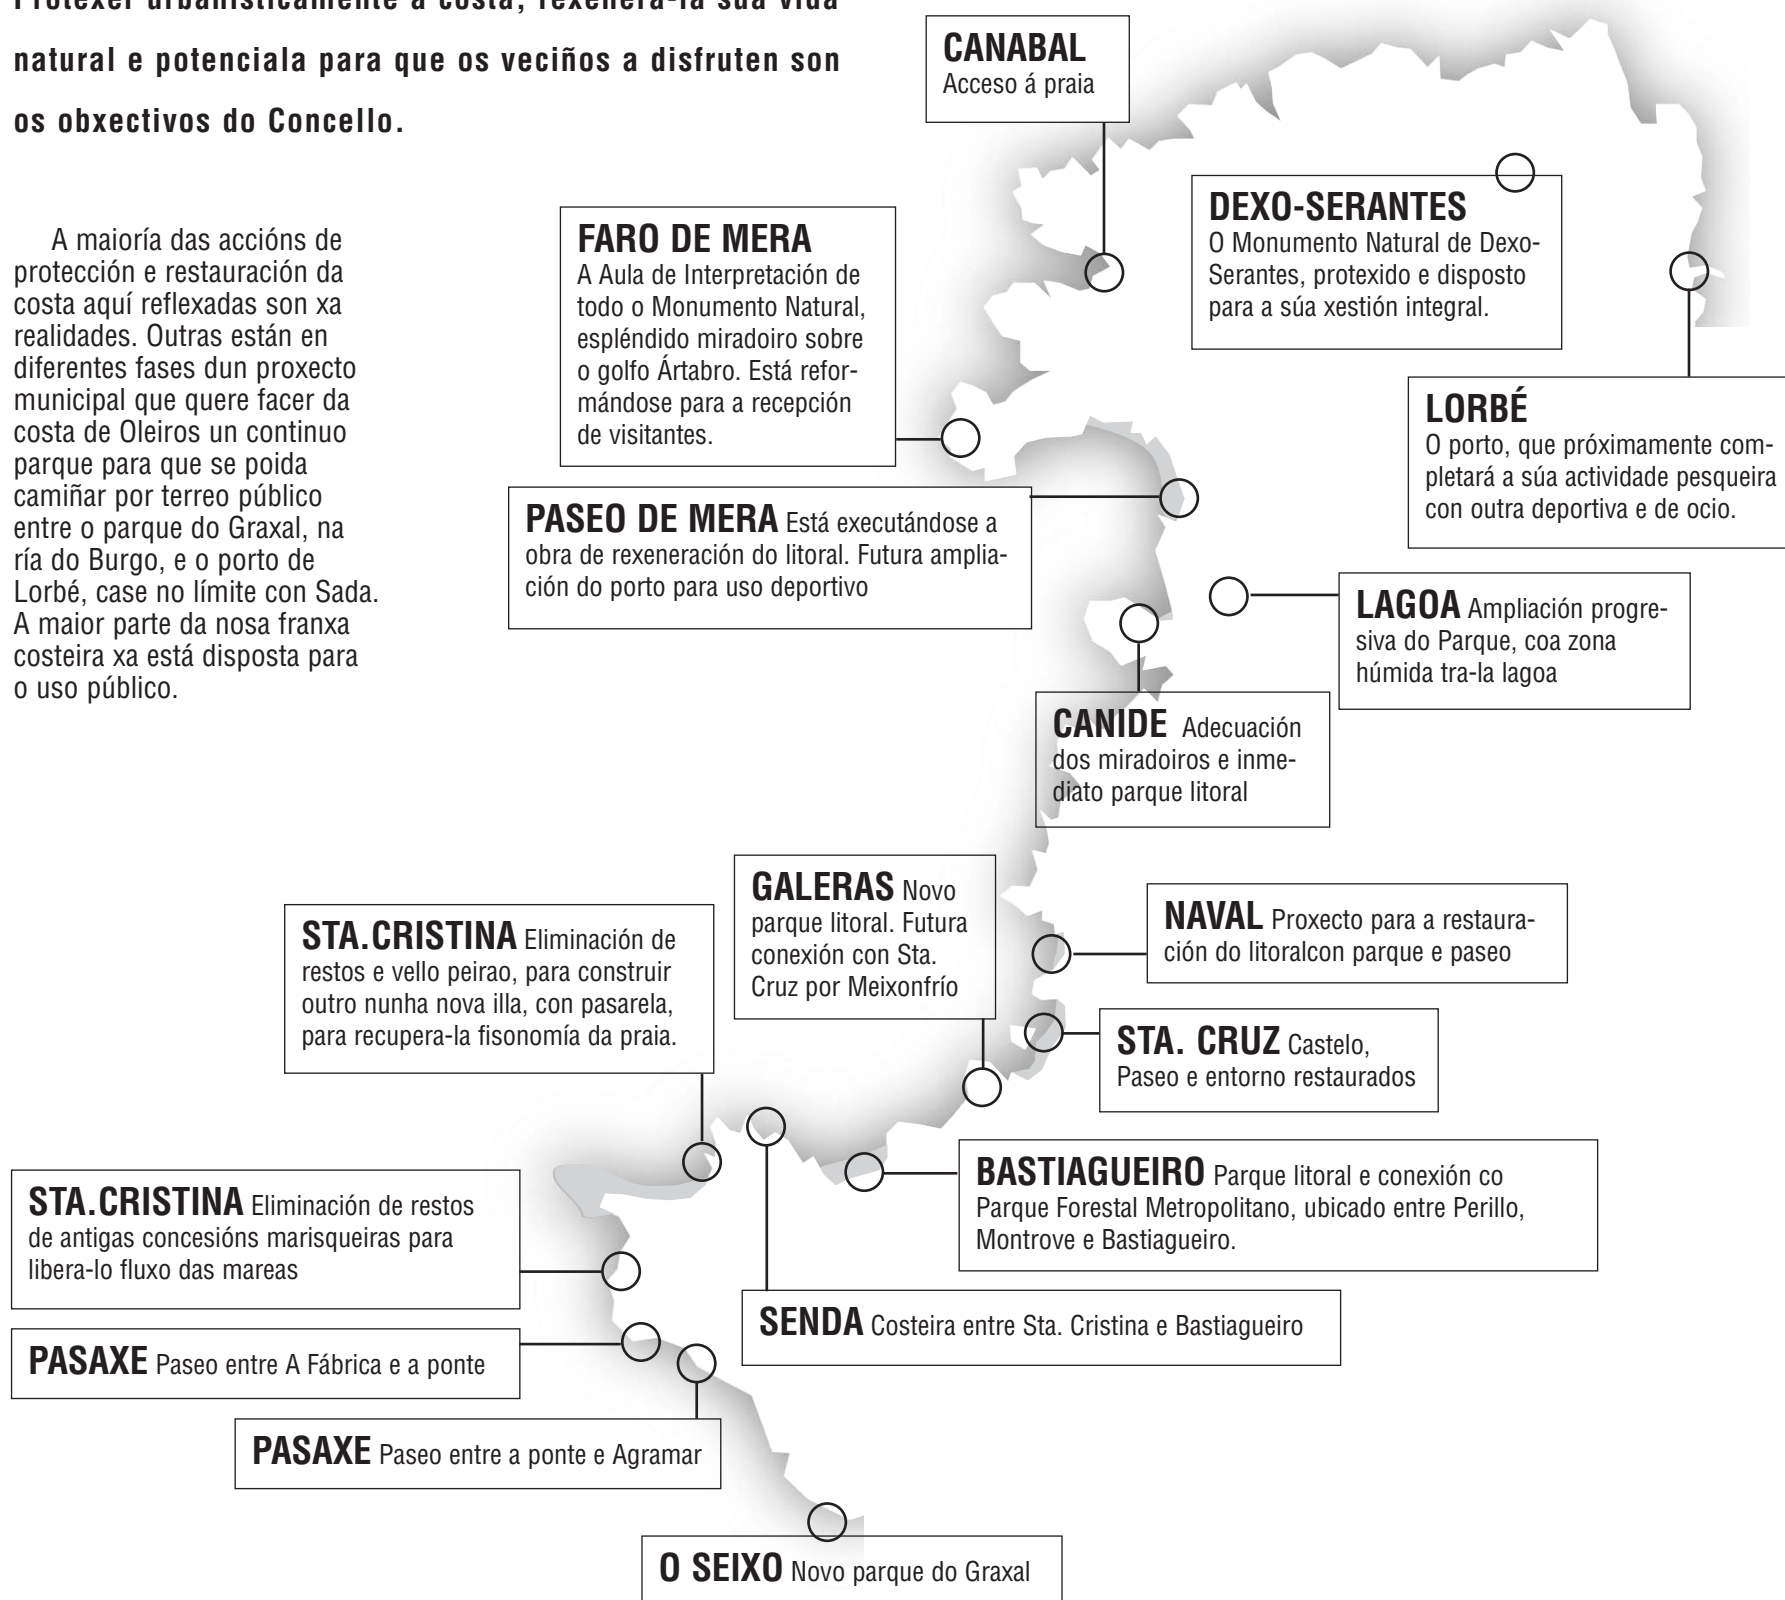 Protexer urbanisticamente a costa, rexenera-la súa vida
natural e potenciala para que os veciños a disfruten son
os obxectivos do Concello.
A maioría das accións de
protección e restauración da
costa aquí reflexadas son xa
realidades. Outras están en
diferentes fases dun proxecto
municipal que quere facer da
costa de Oleiros un continuo
parque para que se poida
camiñar por terreo público
entre o parque do Graxal, na
ría do Burgo, e o porto de
Lorbé, case no límite con Sada.
A maior parte da nosa franxa
costeira xa está disposta para
o uso público.
CANABAL
Acceso á praia
DEXO-SERANTES
O Monumento Natural de Dexo-
Serantes, protexido e disposto
para a súa xestión integral.
FARO DE MERA
A Aula de Interpretación de
todo o Monumento Natural,
espléndido miradoiro sobre
o golfo Ártabro. Está refor-
mándose para a recepción
de visitantes.
LORBÉ
O porto, que próximamente com-
pletará a súa actividade pesqueira
con outra deportiva e de ocio.
PASEO DE MERA Está executándose a
obra de rexeneración do litoral. Futura amplia-
ción do porto para uso deportivo
LAGOA Ampliación progre-
siva do Parque, coa zona
húmida tra-la lagoa
CANIDE Adecuación
dos miradoiros e inme-
diato parque litoral
GALERAS Novo
parque litoral. Futura
conexión con Sta.
Cruz por Meixonfrío
NAVAL Proxecto para a restaura-
ción do litoralcon parque e paseo
STA.CRISTINA Eliminación de
restos e vello peirao, para construir
outro nunha nova illa, con pasarela,
para recupera-la fisonomía da praia.
STA. CRUZ Castelo,
Paseo e entorno restaurados
BASTIAGUEIRO Parque litoral e conexión co
Parque Forestal Metropolitano, ubicado entre Perillo,
Montrove e Bastiagueiro.
STA.CRISTINA Eliminación de restos
de antigas concesións marisqueiras para
libera-lo fluxo das mareas
SENDA Costeira entre Sta. Cristina e Bastiagueiro
PASAXE Paseo entre A Fábrica e a ponte
PASAXE Paseo entre a ponte e Agramar
O SEIXO Novo parque do Graxal